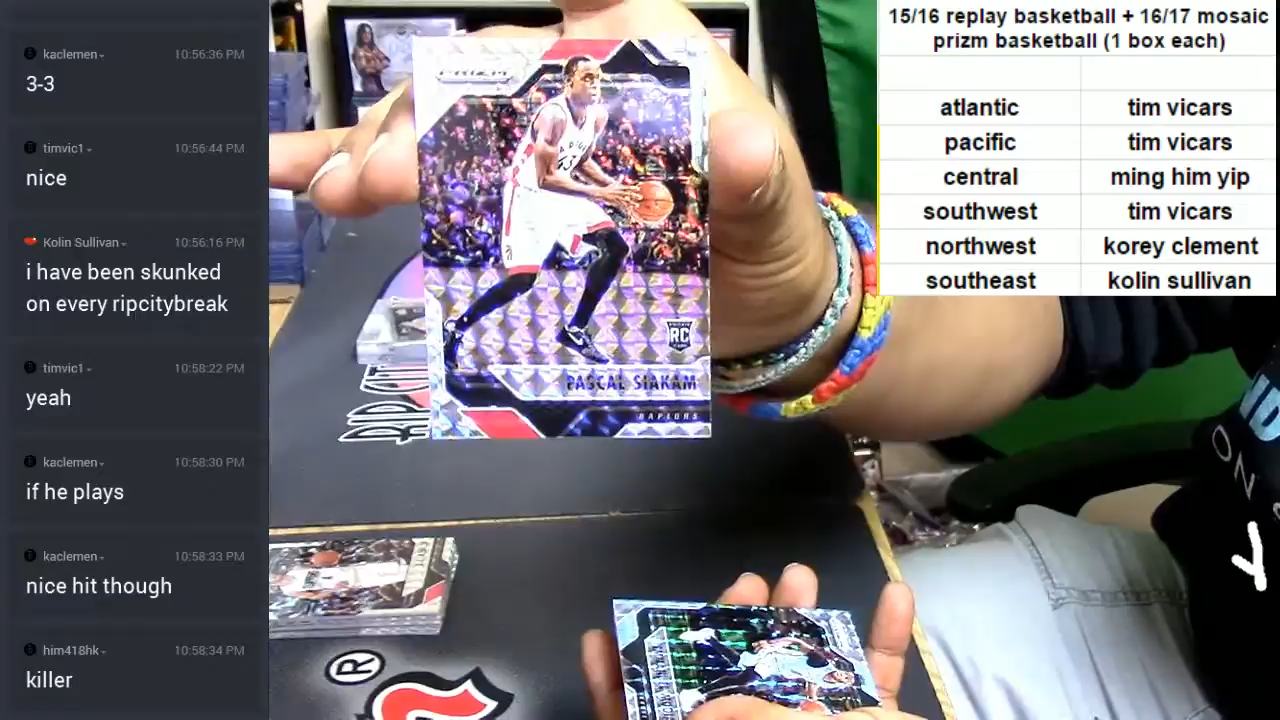 kaclemen
10:56:36 PM
3-3
timvic1
10:56:44 PM
nice
Kolin Sullivan
10:56:16 PM
i have been skunked
on every ripcitybreak
timvic1
10:58:22 PM
yeah
kaclemen
10:58:30 PM
if he plays
kaclemen
10:58:33 PM
nice hit though
him418hk
10:58:34 PM
killer
PRIZM
RC
PASCAL SIAKAM
RAPTORS
RIP CIT
®
15/16 replay basketball + 16/17 mosaic
prizm basketball (1 box each)
atlantic tim vicars
pacific tim vicars
central ming him yip
southwest tim vicars
northwest korey clement
southeast kolin sullivan